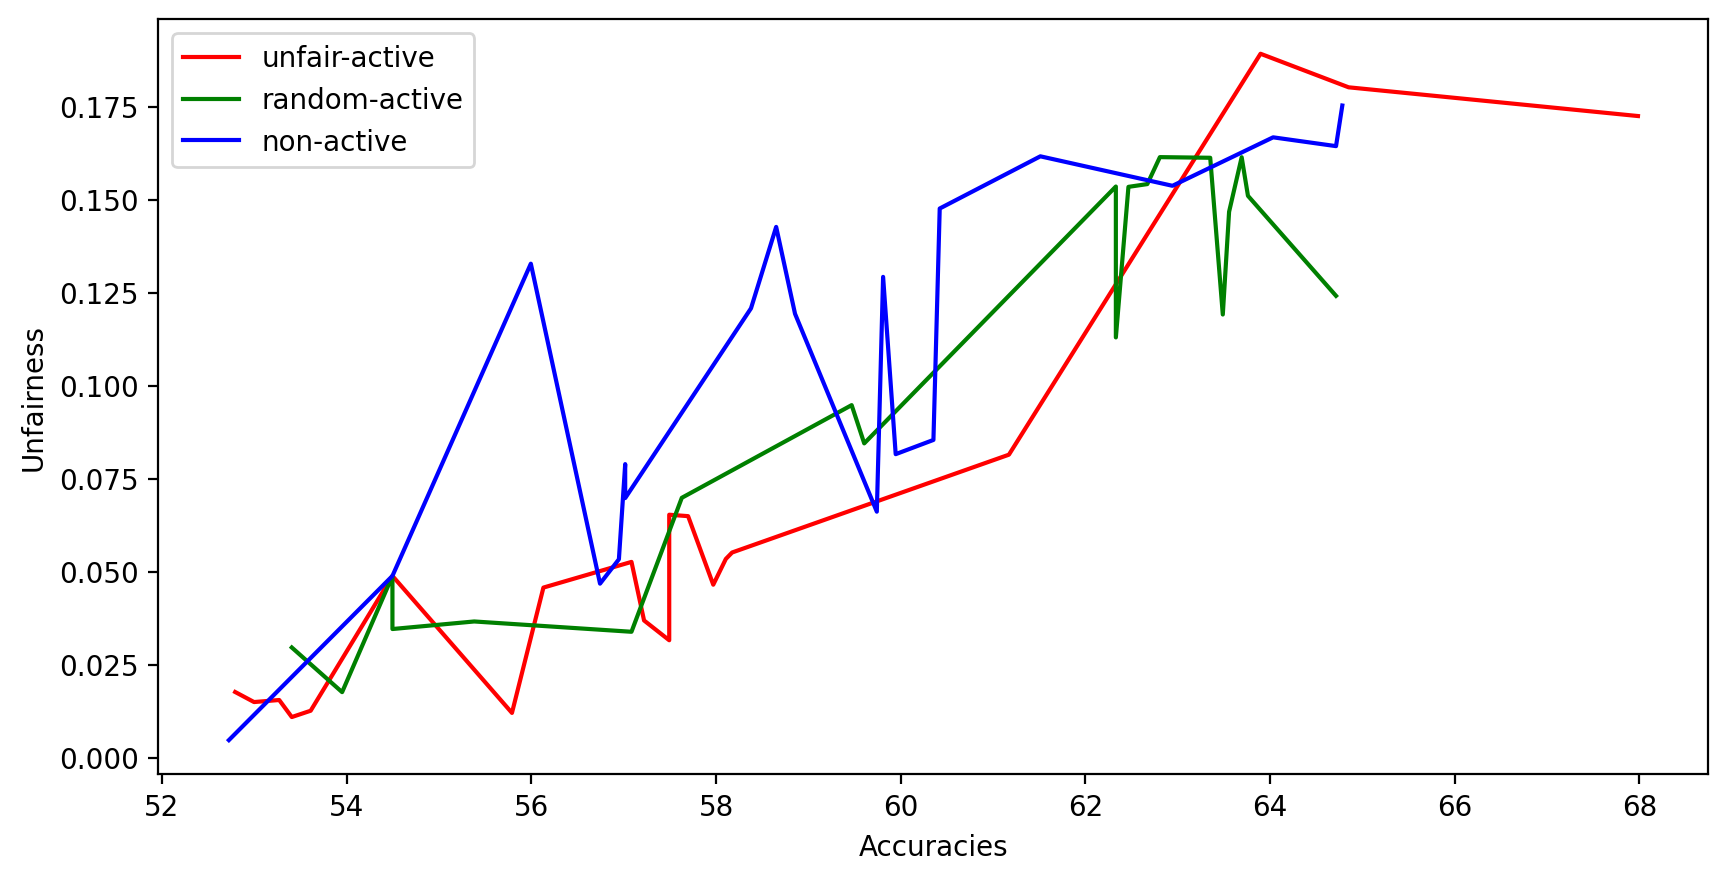 unfair-active
random-active
non-active
0.175
0.150
0.125
0.100
0.075
0.050
0.025
0.000
Unfairness
52 54 56 58 60 62 64 66 68
Accuracies